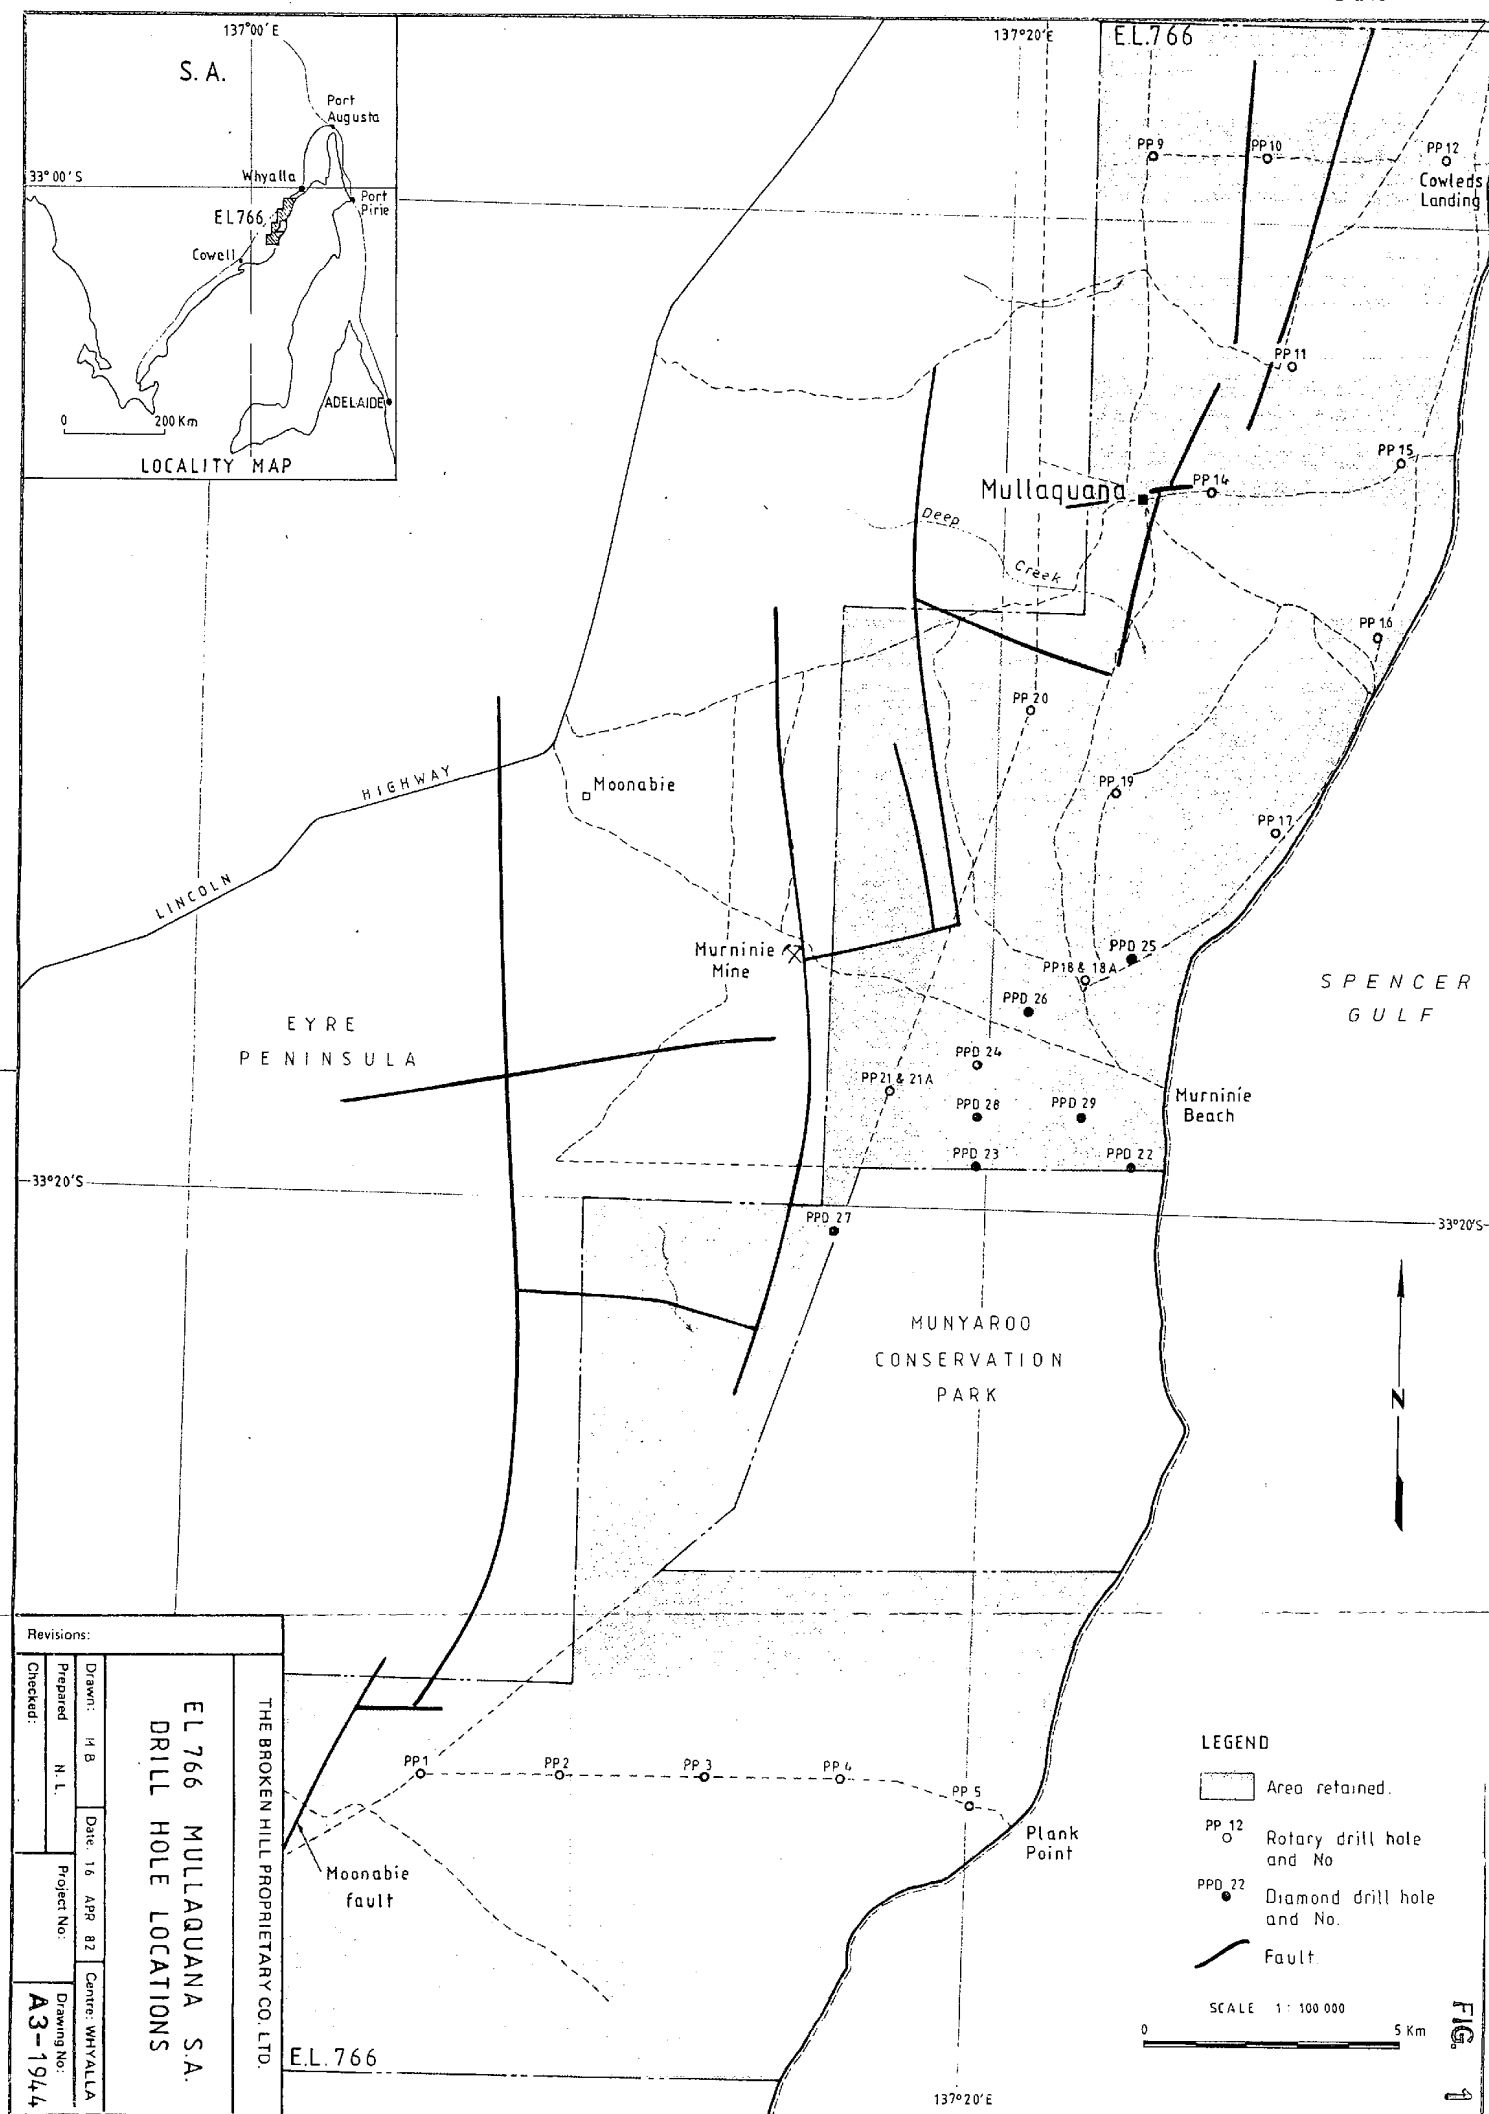 137°00'E
S. A.
Port
Augusta
33°00'S
Whyalla
Port
Pirie
EL766
Cowell
ADELAIDE
0 200 Km
LOCALITY MAP
137°20'E
E.L.766
PP 9
PP10
PP 12
Cowleds
Landing
PP 11
PP 15
Mullaquana
PP 14
Deep
Creek
PP 16
PP 20
HIGHWAY
Moonabie
PP 19
PP 17
LINCOLN
Murninie
Mine
PPD 25
PP18 & 18A
SPENCER
GULF
PPD 26
EYRE
PENINSULA
PPD 24
PP21 & 21A
PPD 28
PPD 29
Murninie
Beach
PPD 23
PPD 22
33°20'S
PPD 27
33°20'S
MUNYAROO
CONSERVATION
PARK
N
PP1
PP2
PP 3
PP 4
PP 5
Plank
Point
Moonabie
fault
E.L. 766
137°20'E
LEGEND
Area retained.
PP 12
Rotary drill hole
and No
PPD 22
Diamond drill hole
and No.
Fault.
SCALE 1 : 100 000
0 5 Km
FIG. 1
THE BROKEN HILL PROPRIETARY CO. LTD.
EL 766 MULLAQUANA S.A.
DRILL HOLE LOCATIONS
Revisions:
Drawn: M B
Date: 16 APR 82
Centre: WHYALLA
Prepared N. L.
Project No:
Drawing No:
Checked:
A3-1944